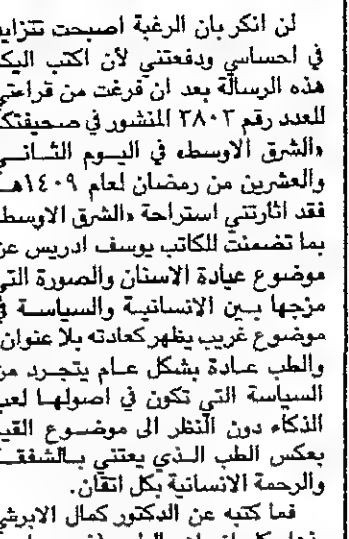 لن انكر بان الرغبة اصبحت تتزايد
في احساسي ودفعتني لأن اكتب اليكم
هذه الرسالة بعد ان فرغت من قراءتي
للعدد رقم ٣٨٠٣ المنشور في صحيفتكم
«الشرق الاوسط» في اليوم الثاني
والعشرين من رمضان لعام ١٤٠٩هـ
فقد اثارتني استراحة «الشرق الاوسط»
بما تضمنت للكاتب يوسف ادريس عن
موضوع عيادة الاسنان والصورة التي
مزجها بين الانسانية والسياسة في
موضوع غريب يظهر كعادته بلا عنوان
والطب عادة بشكل عام يتجرد من
السياسة التي تكون في اصولها لعب
الذكاء دون النظر الى موضوع القيم
بعكس الطب الذي يعتني بالشفقة
والرحمة الانسانية بكل اتقان.
فما كتبه عن الدكتور كمال الابرشي